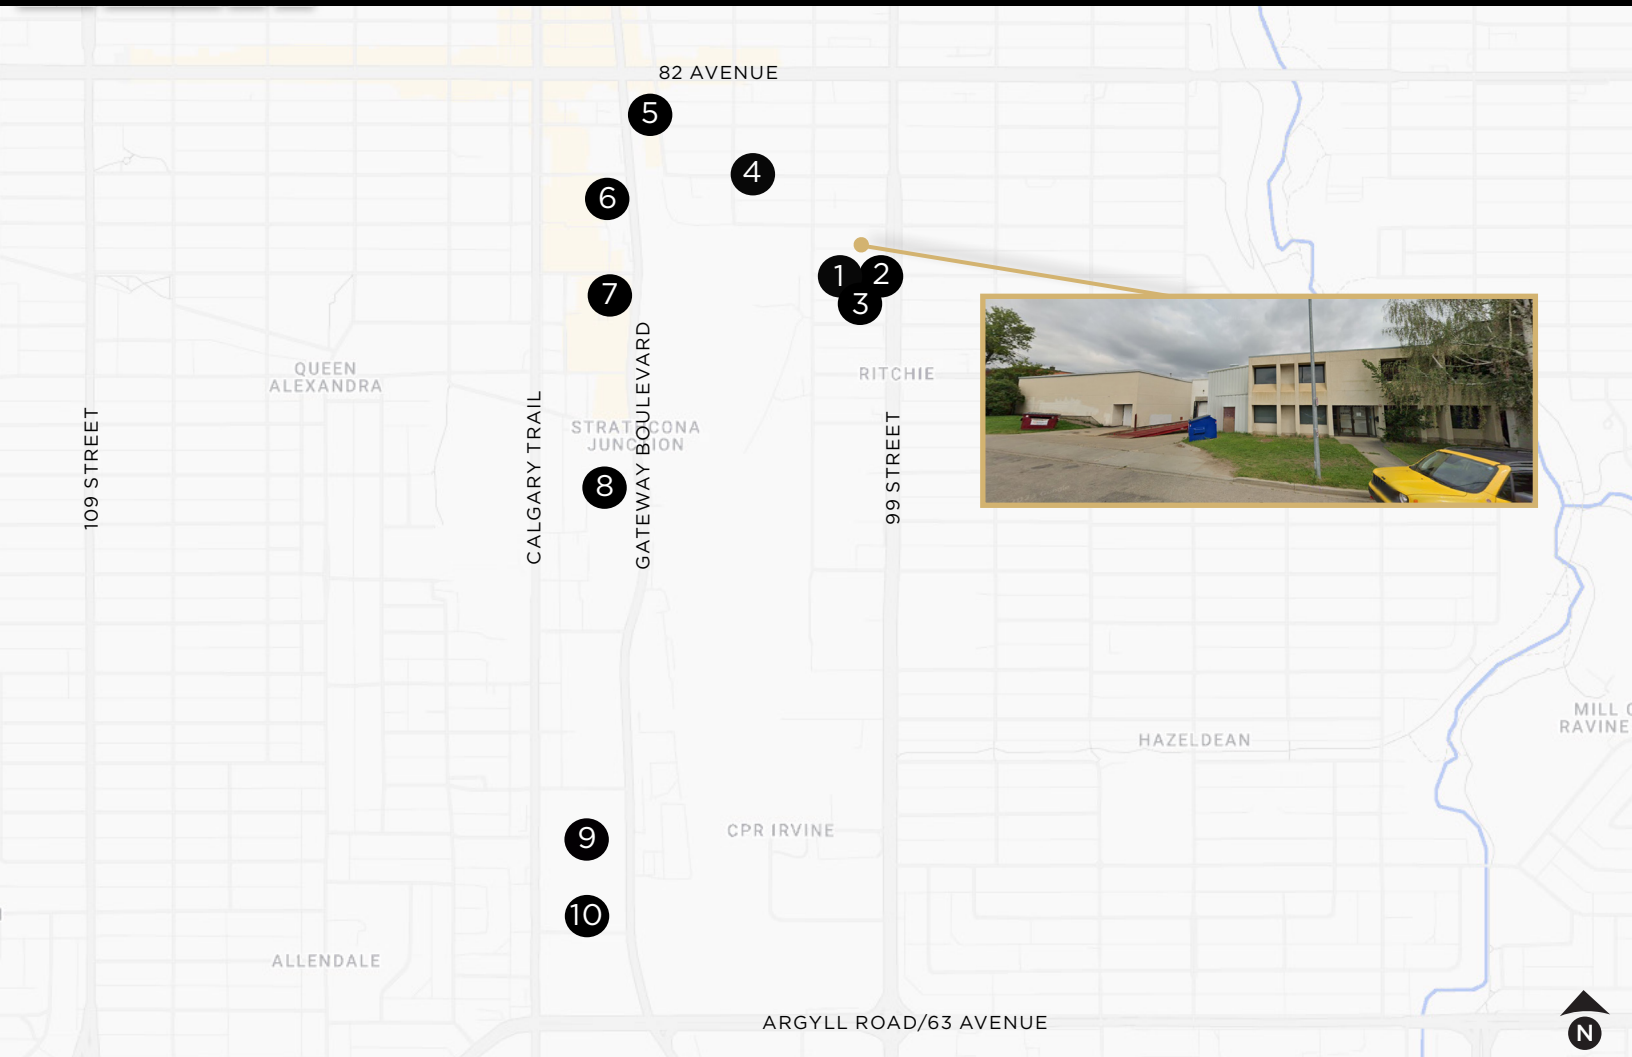 82 AVENUE
5
4
6
1
2
7
3
QUEEN
ALEXANDRA
RITCHIE
STRATHCONA
JUNCTION
109 STREET
CALGARY TRAIL
GATEWAY BOULEVARD
99 STREET
8
MILL
RAVINE
HAZELDEAN
9
CPR IRVINE
10
ALLENDALE
ARGYLL ROAD/63 AVENUE
N